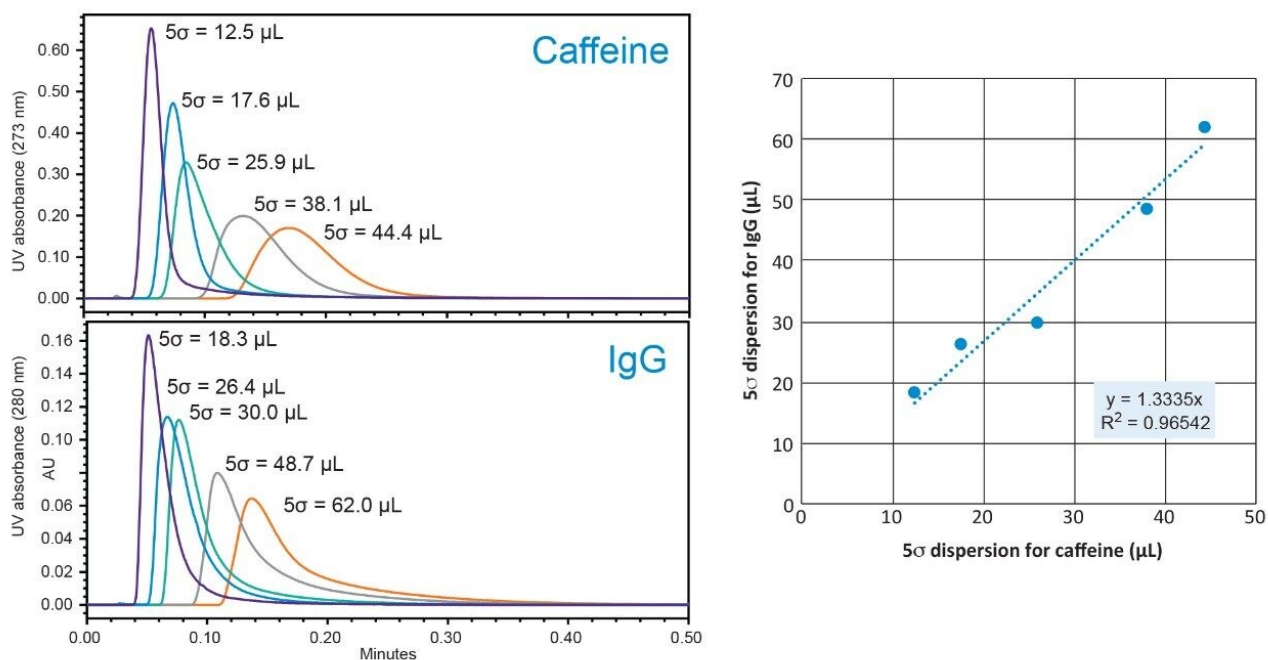 Caffeine
UV absorbance (273 nm)
0.60
0.50
0.40
0.30
0.20
0.10
0.00
5σ = 12.5 µL
5σ = 17.6 µL
5σ = 25.9 µL
5σ = 38.1 µL
5σ = 44.4 µL
IgG
UV absorbance (280 nm)
AU
0.16
0.14
0.12
0.10
0.08
0.06
0.04
0.02
0.00
5σ = 18.3 µL
5σ = 26.4 µL
5σ = 30.0 µL
5σ = 48.7 µL
5σ = 62.0 µL
0.00 0.10 0.20 0.30 0.40 0.50
Minutes
5σ dispersion for IgG (µL)
70
60
50
40
30
20
10
0
y = 1.3335x
R² = 0.96542
0 10 20 30 40 50
5σ dispersion for caffeine (µL)